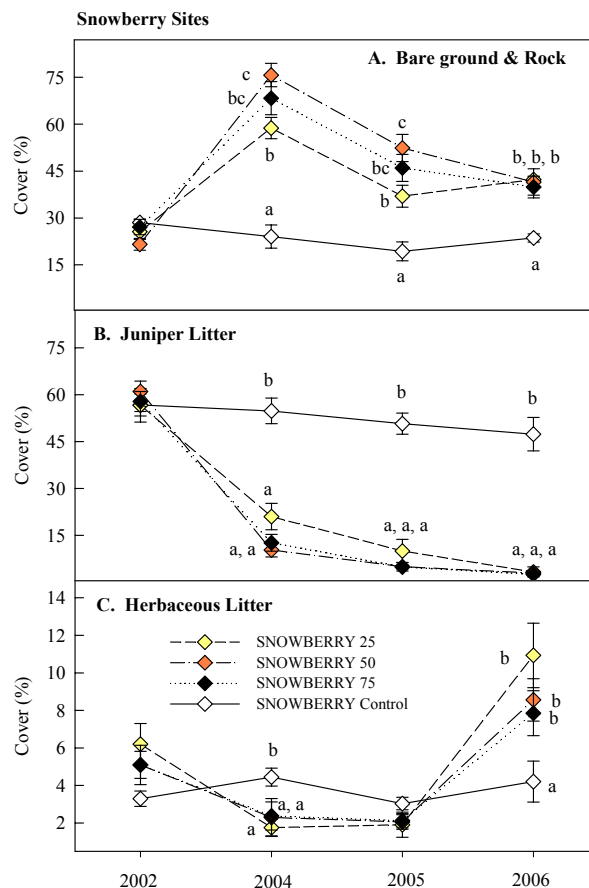 Snowberry Sites
A. Bare ground & Rock
Cover (%)
75
60
45
30
15
c
bc
b
a
c
bc
b
a
b, b, b
a
B. Juniper Litter
Cover (%)
75
60
45
30
15
b
a
a, a
b
a, a, a
b
a, a, a
C. Herbaceous Litter
Cover (%)
14
12
10
8
6
4
2
SNOWBERRY 25
SNOWBERRY 50
SNOWBERRY 75
SNOWBERRY Control
b
a, a
a
b
b
b
a
2002 2004 2005 2006